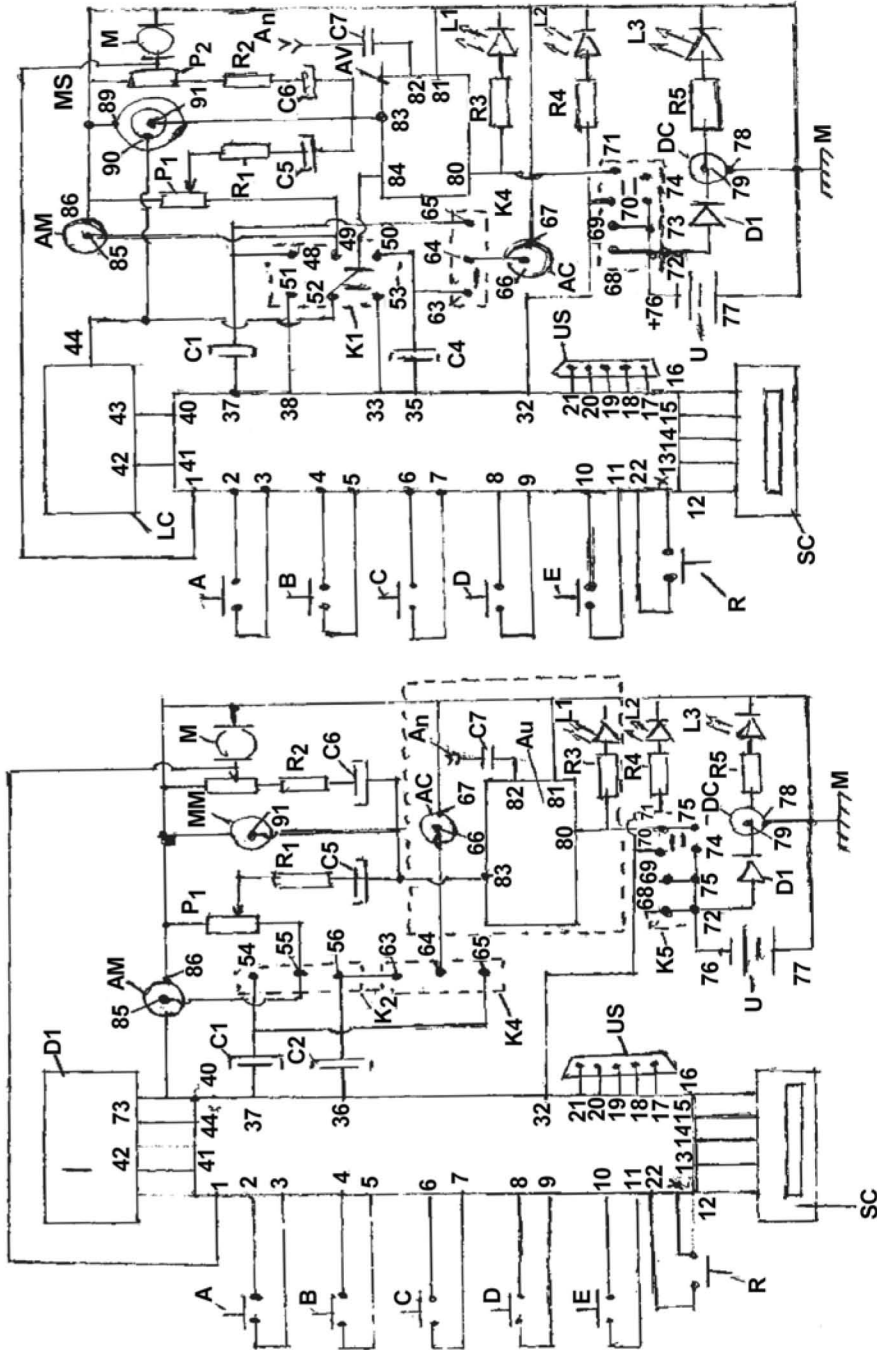 D1
AM
MM
M
73
42
86
85
91
P1
R1
R2
C5
C6
40
44
41
1
37
C1
C2
36
54
55
56
K2
63
64
65
K4
AC
67
66
An
C7
Au
82
81
83
80
L1
R3
L2
R4
L3
R5
A
B
C
D
E
R
2
3
4
5
6
7
8
9
10
11
22
12
13
14
15
16
17
18
19
20
21
32
US
SC
68
69
70
71
72
75
74
75
K5
76
77
U
D1
DC
79
78
M
44
43
42
LC
AM
86
85
MS
89
90
91
M
P2
P1
R1
R2
C5
C6
An
C7
AV
82
81
83
84
80
L1
R3
L2
R4
L3
R5
40
41
1
37
38
33
35
32
C1
C4
K1
51
52
53
48
49
50
63
64
65
K4
67
66
AC
A
B
C
D
E
R
2
3
4
5
6
7
8
9
10
11
22
12
13
14
15
16
17
18
19
20
21
US
SC
68
69
70
71
72
73
74
+76
77
U
D1
DC
79
78
M